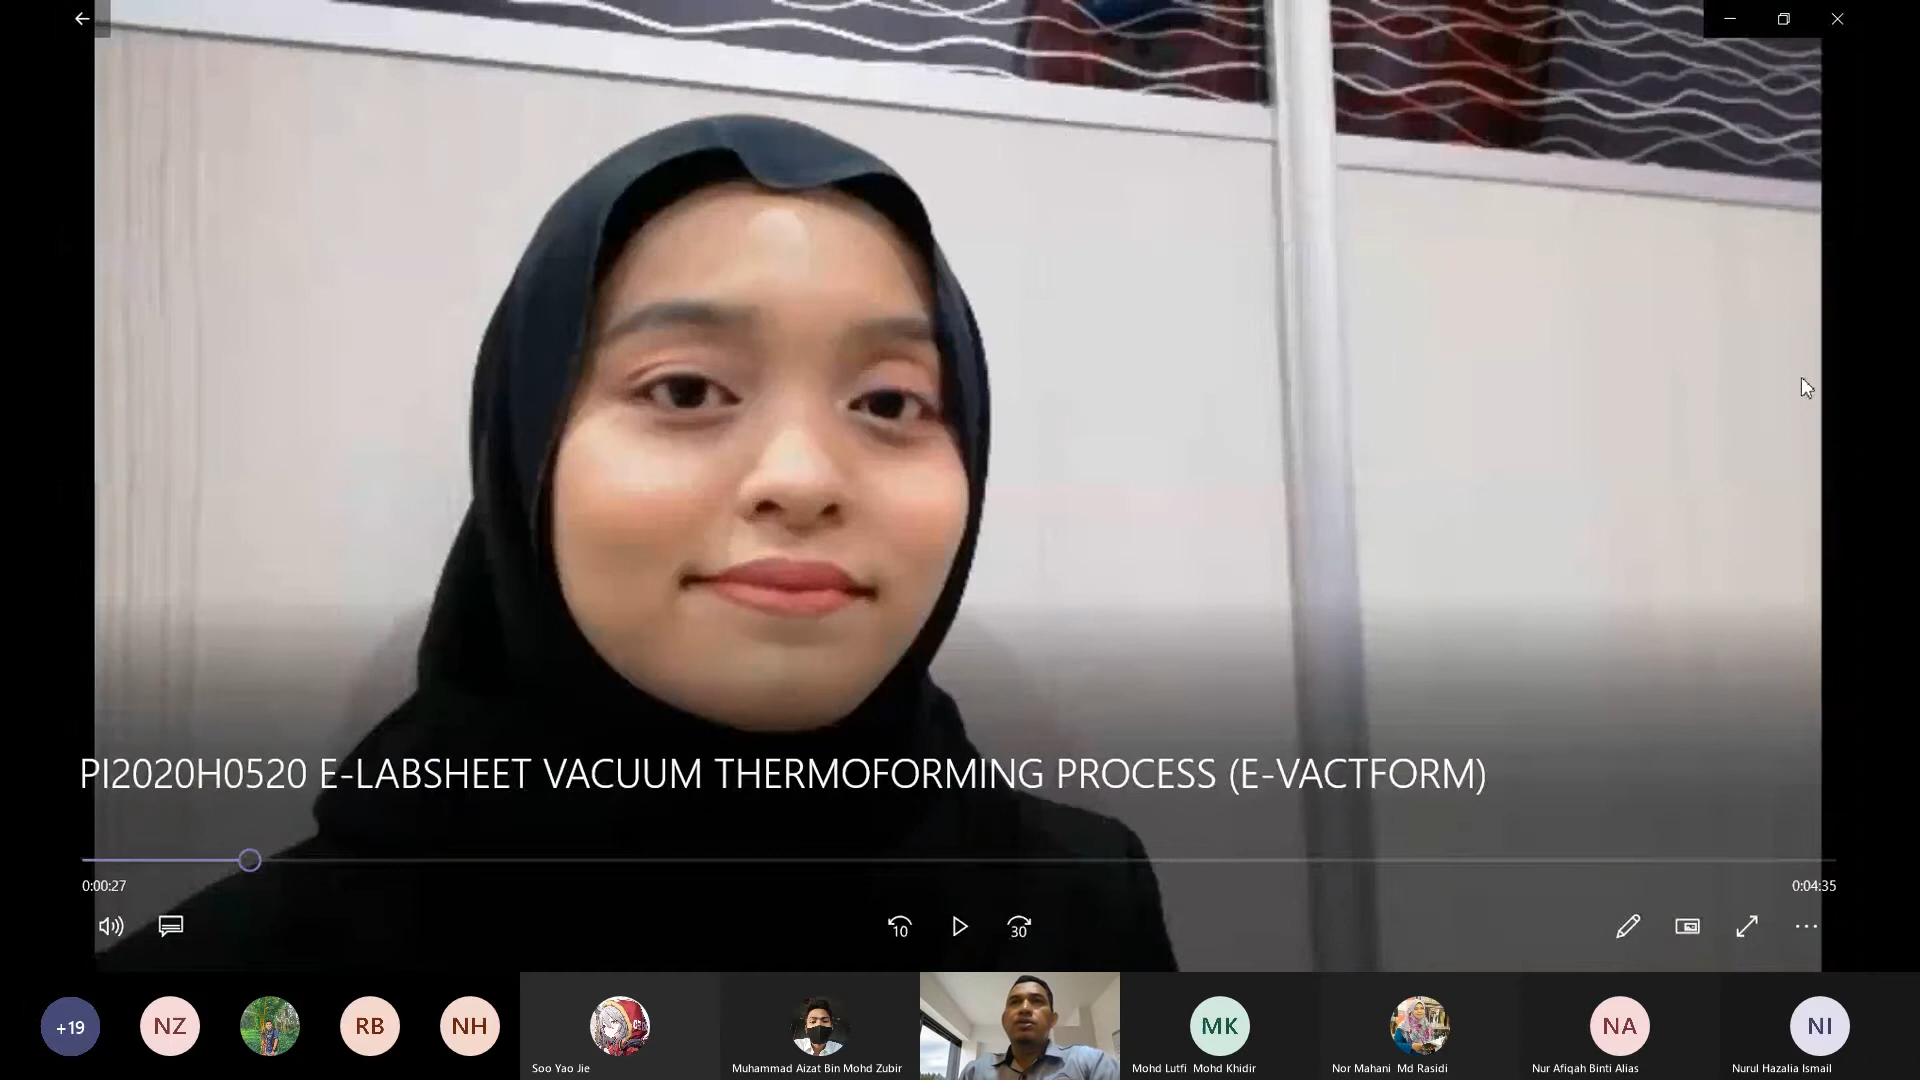 PI2020H0520 E-LABSHEET VACUUM THERMOFORMING PROCESS (E-VACTFORM)
0:00:27
0:04:35
10
30
+19
NZ
RB
NH
MK
NA
NI
Soo Yao Jie
Muhammad Aizat Bin Mohd Zubir
Mohd Lutfi Mohd Khidir
Nor Mahani Md Rasidi
Nur Afiqah Binti Alias
Nurul Hazalia Ismail